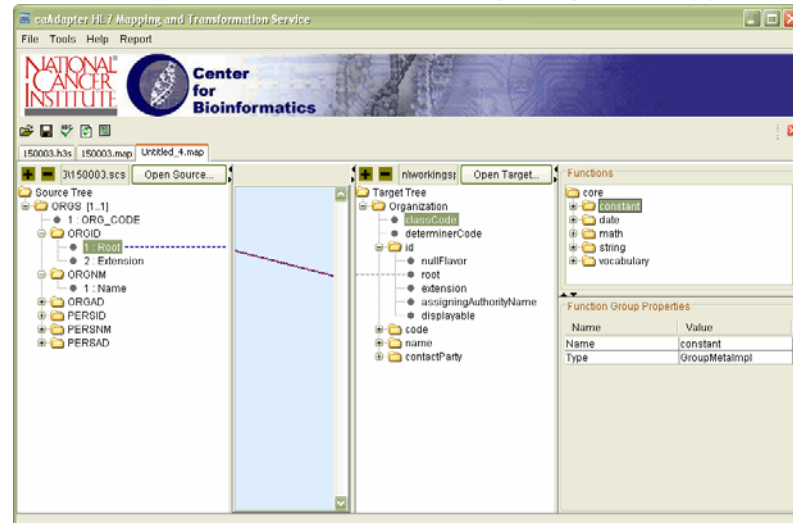 caAdapter HL7 Mapping and Transformation Service
File Tools Help Report
NATIONAL
CANCER
INSTITUTE
Center
for
Bioinformatics
150003.h3s 150003.map Untitled_4.map
3\150003.scs Open Source...
Source Tree
ORGS [1..1]
1 : ORG_CODE
ORGID
1 : Root
2 : Extension
ORGNM
1 : Name
ORGAD
PERSID
PERSNM
PERSAD
Open Target...
Target Tree
Organization
classCode
determinerCode
id
nullFlavor
root
extension
assigningAuthorityName
displayable
code
name
contactParty
Functions
core
constant
date
math
string
vocabulary
Function Group Properties
Name Value
Name constant
Type GroupMetaImpl